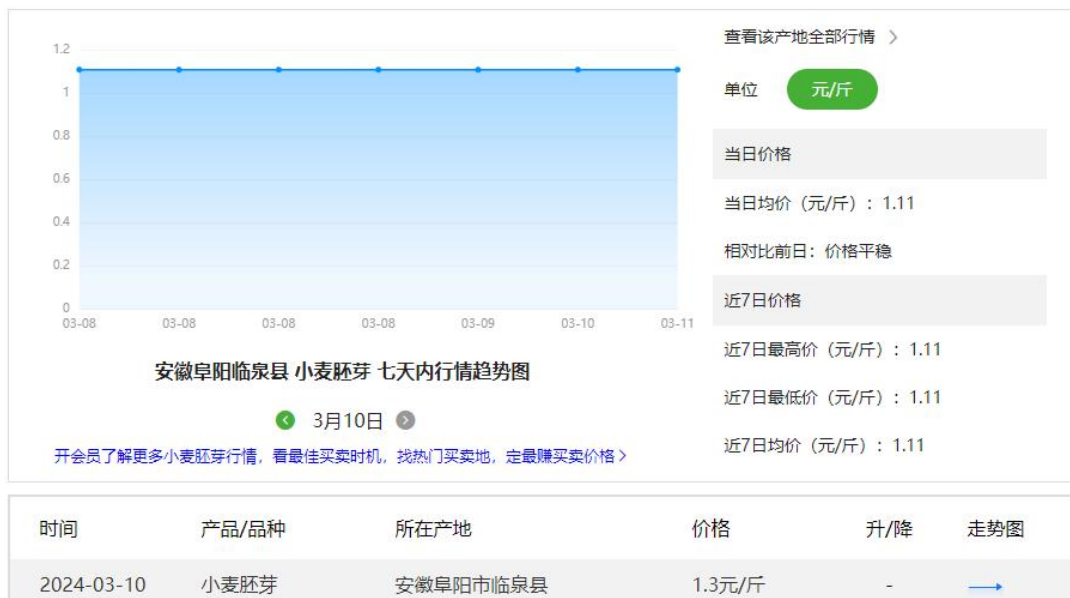 查看该产地全部行情
单位 元/斤
当日价格
当日均价（元/斤）：1.11
相对比前日：价格平稳
近7日价格
近7日最高价（元/斤）：1.11
近7日最低价（元/斤）：1.11
近7日均价（元/斤）：1.11
1.2
1
0.8
0.6
0.4
0.2
0
03-08 03-08 03-08 03-08 03-09 03-10 03-11
安徽阜阳临泉县 小麦胚芽 七天内行情趋势图
3月10日
开会员了解更多小麦胚芽行情，看最佳买卖时机，找热门买卖地，定最赚买卖价格
时间 产品/品种 所在产地 价格 升/降 走势图
2024-03-10 小麦胚芽 安徽阜阳市临泉县 1.3元/斤 -